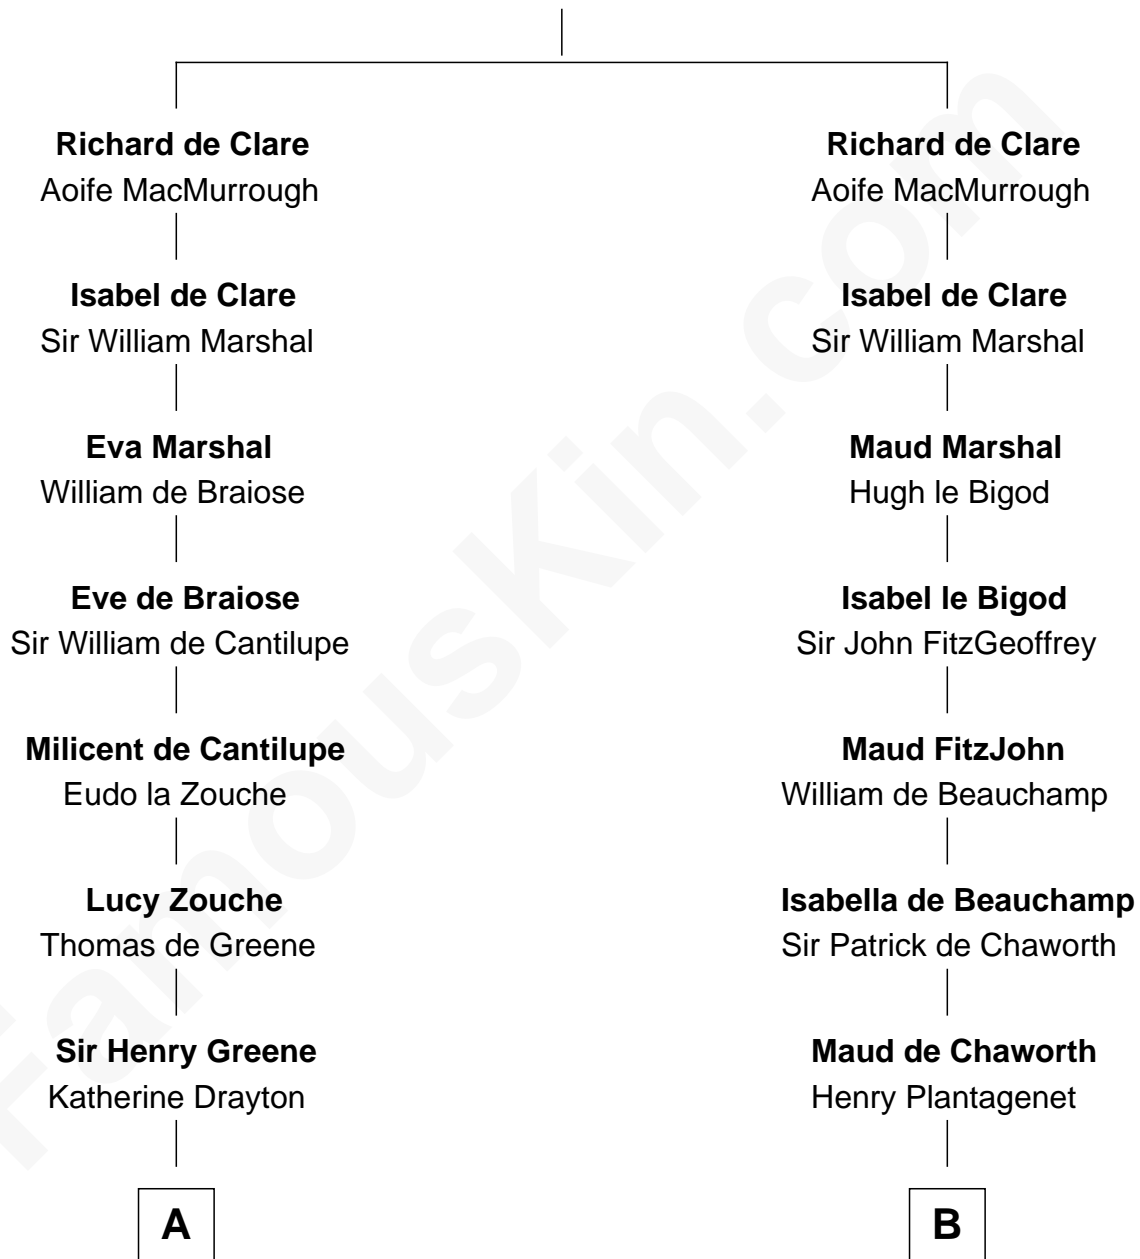 Richard de Clare
Aoife MacMurrough
Isabel de Clare
Sir William Marshal
Eva Marshal
William de Braiose
Eve de Braiose
Sir William de Cantilupe
Milicent de Cantilupe
Eudo la Zouche
Lucy Zouche
Thomas de Greene
Sir Henry Greene
Katherine Drayton
A
Richard de Clare
Aoife MacMurrough
Isabel de Clare
Sir William Marshal
Maud Marshal
Hugh le Bigod
Isabel le Bigod
Sir John FitzGeoffrey
Maud FitzJohn
William de Beauchamp
Isabella de Beauchamp
Sir Patrick de Chaworth
Maud de Chaworth
Henry Plantagenet
B
FamousKin.com